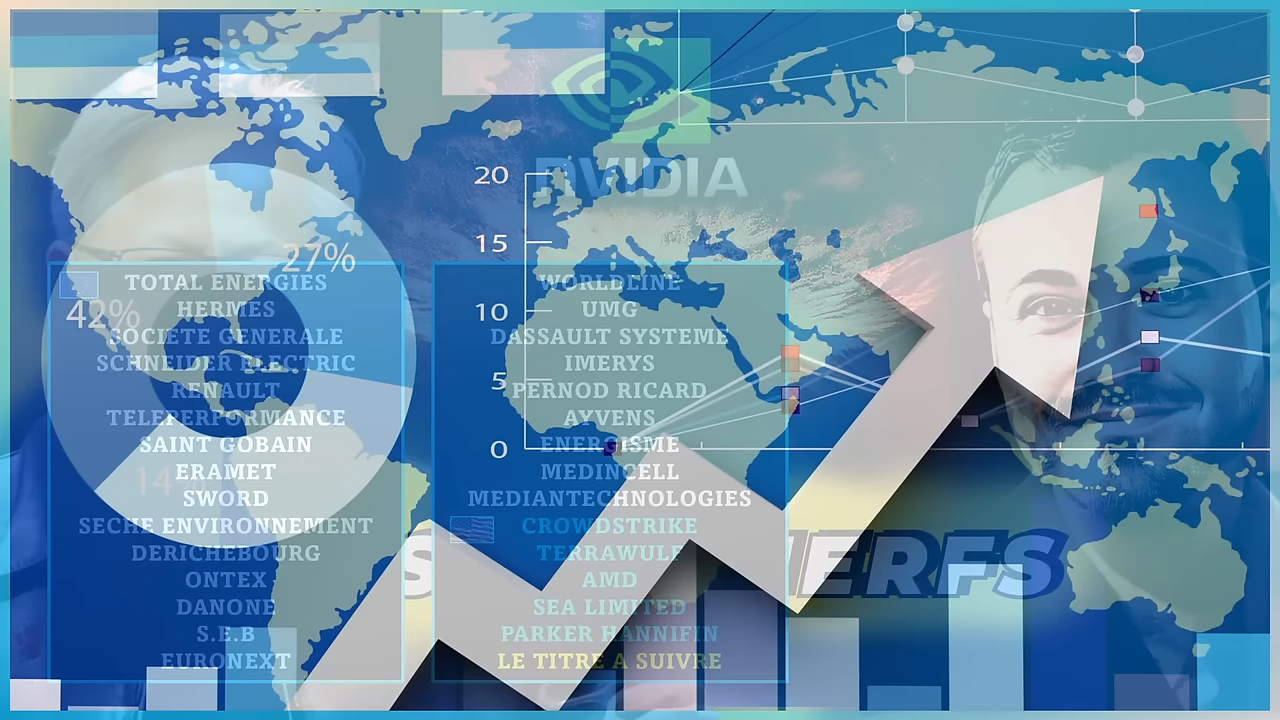 NVIDIA
20
15
10
5
0
27%
42%
14%
TOTAL ENERGIES
HERMES
SOCIETE GENERALE
SCHNEIDER ELECTRIC
RENAULT
TELEPERFORMANCE
SAINT GOBAIN
ERAMET
SWORD
SECHE ENVIRONNEMENT
DERICHEBOURG
ONTEX
DANONE
S.E.B
EURONEXT
WORLDLINE
UMG
DASSAULT SYSTEME
IMERYS
PERNOD RICARD
AYVENS
ENERGISME
MEDINCELL
MEDIANTECHNOLOGIES
CROWDSTRIKE
TERRAWULF
AMD
SEA LIMITED
PARKER HANNIFIN
LE TITRE A SUIVRE
NERFS